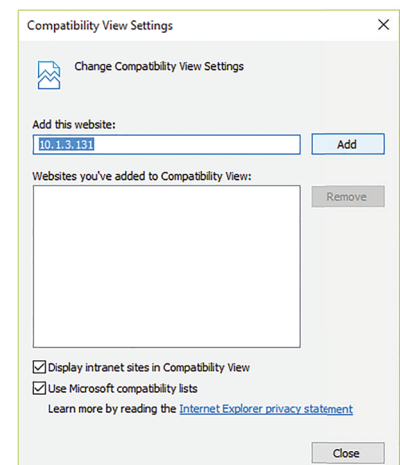 Compatibility View Settings
Change Compatibility View Settings
Add this website:
10.1.3.131
Add
Websites you've added to Compatibility View:
Remove
Display intranet sites in Compatibility View
Use Microsoft compatibility lists
Learn more by reading the Internet Explorer privacy statement
Close